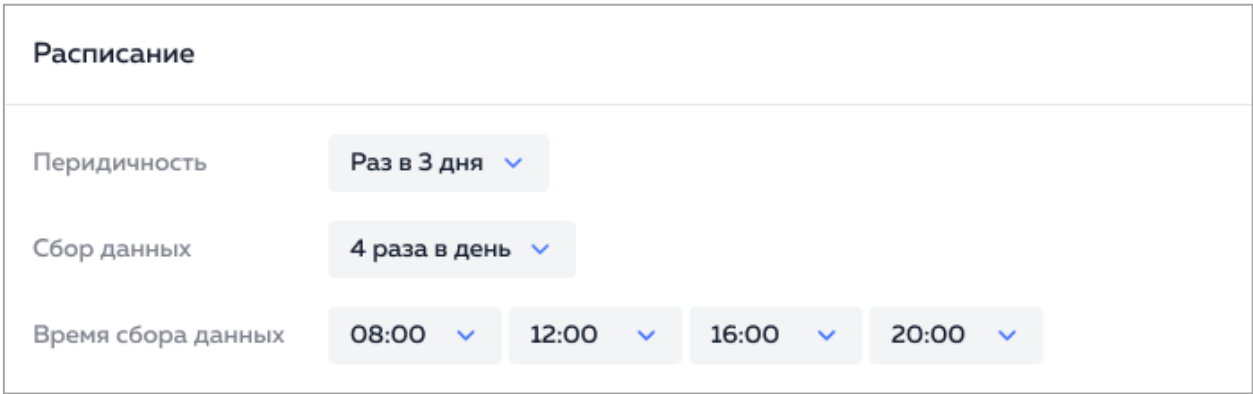 Расписание
Перидичность Раз в 3 дня
Сбор данных 4 раза в день
Время сбора данных 08:00 12:00 16:00 20:00